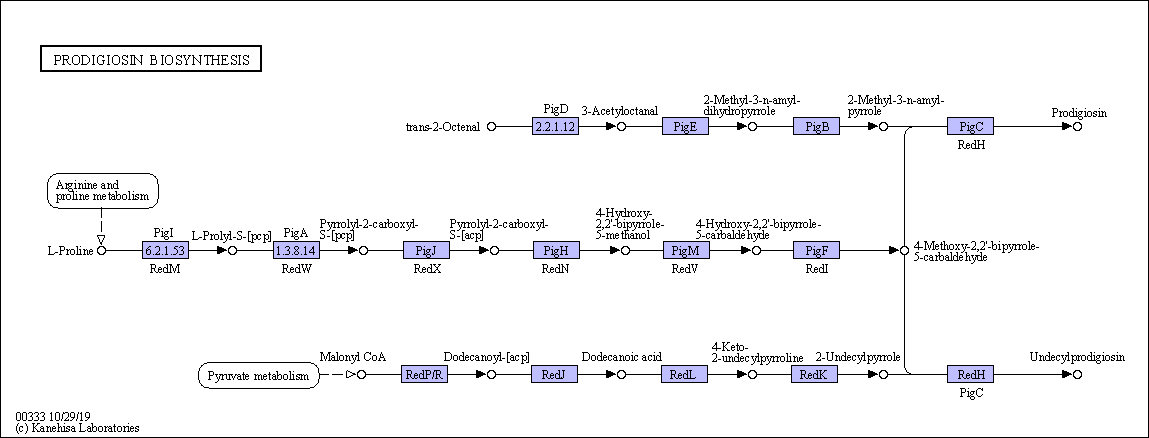 PRODIGIOSIN BIOSYNTHESIS
trans-2-Octenal
PigD
2.2.1.12
3-Acetyloctanal
PigE
2-Methyl-3-n-amyl-
dihydropyrrole
PigB
2-Methyl-3-n-amyl-
pyrrole
PigC
RedH
Prodigiosin
Arginine and
proline metabolism
L-Proline
PigI
6.2.1.53
RedM
L-Prolyl-S-[pcp]
PigA
1.3.8.14
RedW
Pyrrolyl-2-carboxyl-
S-[pcp]
PigJ
RedX
Pyrrolyl-2-carboxyl-
S-[acp]
PigH
RedN
4-Hydroxy-
2,2'-bipyrrole-
5-methanol
PigM
RedV
4-Hydroxy-2,2'-bipyrrole-
5-carbaldehyde
PigF
RedI
4-Methoxy-2,2'-bipyrrole-
5-carbaldehyde
Pyruvate metabolism
Malonyl CoA
RedP/R
Dodecanoyl-[acp]
RedJ
Dodecanoic acid
RedL
4-Keto-
2-undecylpyrroline
RedK
2-Undecylpyrrole
RedH
PigC
Undecylprodigiosin
00333 10/29/19
(c) Kanehisa Laboratories